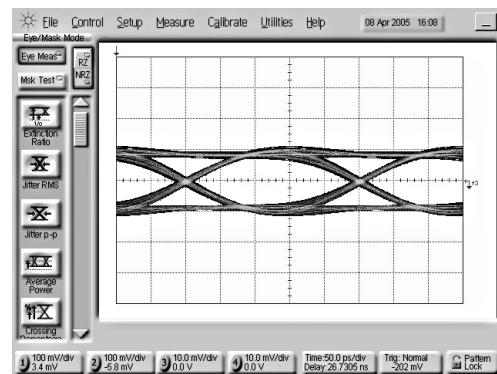 File Control Setup Measure Calibrate Utilities Help 08 Apr 2005 16:08
Eye/Mask Mode
Eye Meas
RZ
NRZ
Msk Test
Extinction
Ratio
Jitter RMS
Jitter p-p
Average
Power
Crossing
Percentage
1) 100 mV/div
3.4 mV
2) 100 mV/div
-5.8 mV
3) 10.0 mV/div
0.0 V
4) 10.0 mV/div
0.0 V
Time:50.0 ps/div
Delay:26.7305 ns
Trig: Normal
-202 mV
Pattern
Lock